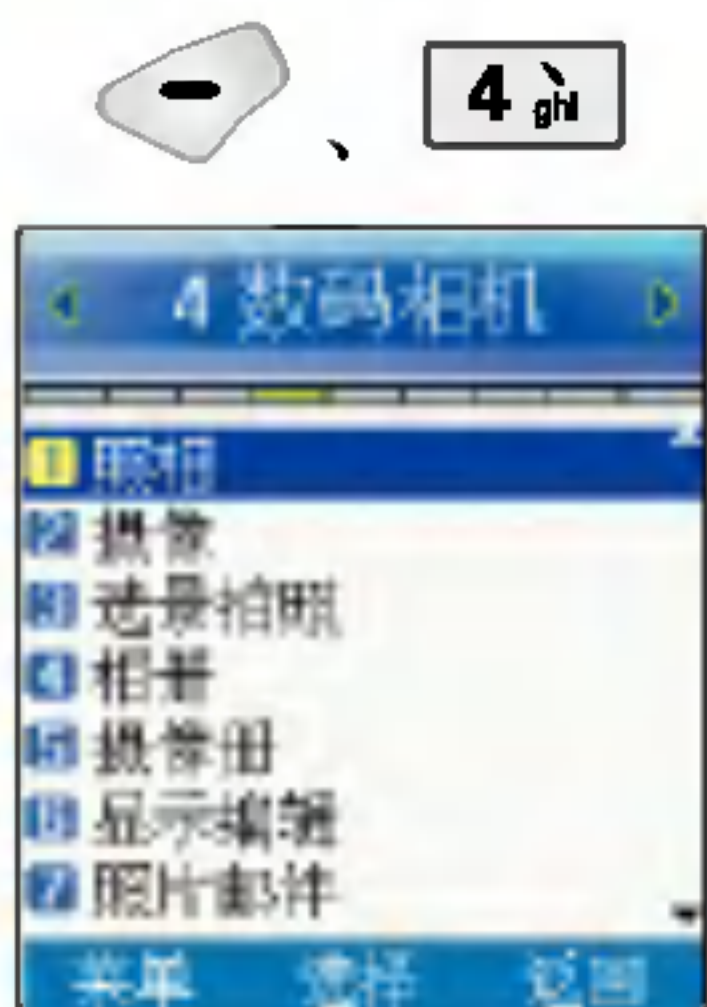 、 4 ghi
4 数码相机
1 照相
2 摄像
3 选景拍照
4 相册
5 摄像册
6 显示编辑
7 照片邮件
菜单 选择 返回